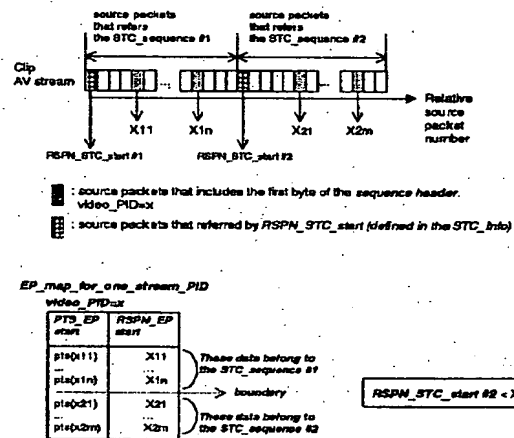 source packets
that refers
the STC_sequence #1
source packets
that refers
the STC_sequence #2
Clip
AV stream
...
...
X11
X1n
X21
X2m
Relative
source
packet
number
RSPN_STC_start #1
RSPN_STC_start #2
: source packets that includes the first byte of the sequence header.
video_PID=x
: source packets that referred by RSPN_STC_start (defined in the STC_Info)
EP_map_for_one_stream_PID
video_PID=x
PTS_EP start
RSPN_EP start
pts(x11) X11
... ...
pts(x1n) X1n
These data belong to
the STC_sequence #1
boundary
pts(x21) X21
... ...
pts(x2m) X2m
These data belong to
the STC_sequence #2
RSPN_STC_start #2 <